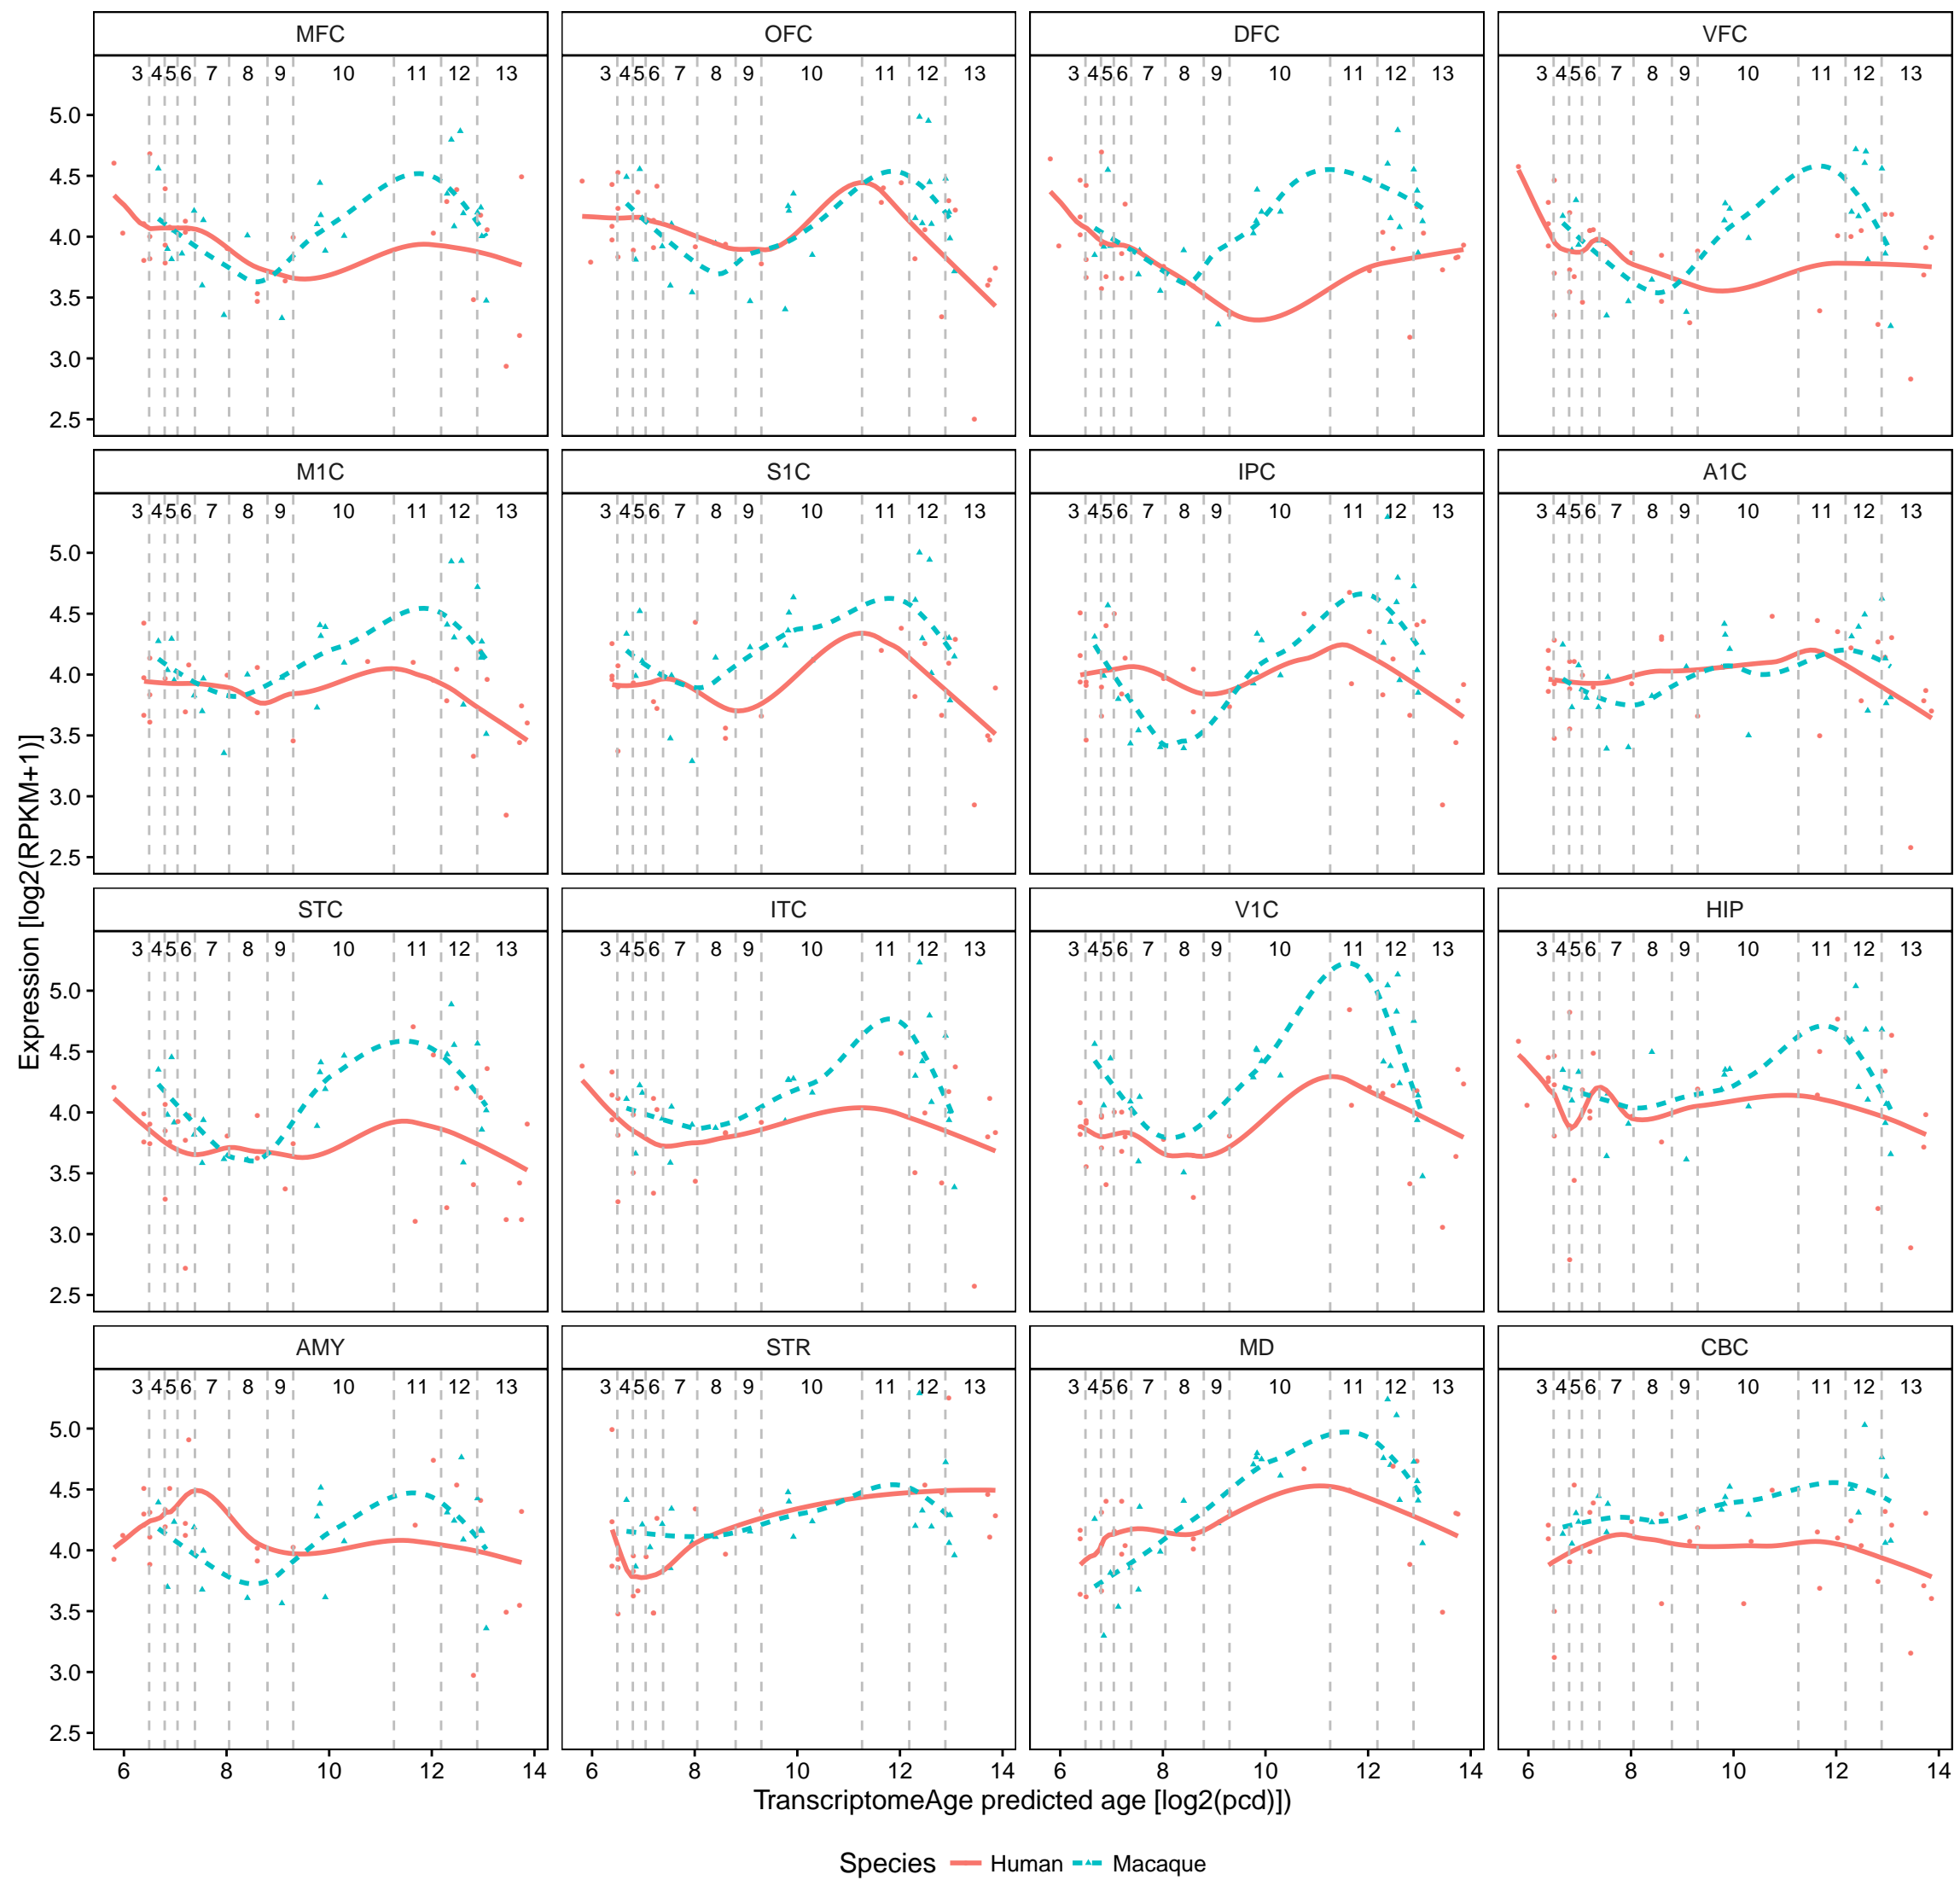 MFC OFC DFC VFC
3 4 5 6 7 8 9 10 11 12 13 3 4 5 6 7 8 9 10 11 12 13 3 4 5 6 7 8 9 10 11 12 13 3 4 5 6 7 8 9 10 11 12 13
5.0
4.5
4.0
3.5
3.0
2.5
M1C S1C IPC A1C
3 4 5 6 7 8 9 10 11 12 13 3 4 5 6 7 8 9 10 11 12 13 3 4 5 6 7 8 9 10 11 12 13 3 4 5 6 7 8 9 10 11 12 13
5.0
4.5
4.0
3.5
3.0
2.5
Expression [log2(RPKM+1)]
STC ITC V1C HIP
3 4 5 6 7 8 9 10 11 12 13 3 4 5 6 7 8 9 10 11 12 13 3 4 5 6 7 8 9 10 11 12 13 3 4 5 6 7 8 9 10 11 12 13
5.0
4.5
4.0
3.5
3.0
2.5
AMY STR MD CBC
3 4 5 6 7 8 9 10 11 12 13 3 4 5 6 7 8 9 10 11 12 13 3 4 5 6 7 8 9 10 11 12 13 3 4 5 6 7 8 9 10 11 12 13
5.0
4.5
4.0
3.5
3.0
2.5
6 8 10 12 14 6 8 10 12 14 6 8 10 12 14 6 8 10 12 14
TranscriptomeAge predicted age [log2(pcd)])
Species Human Macaque